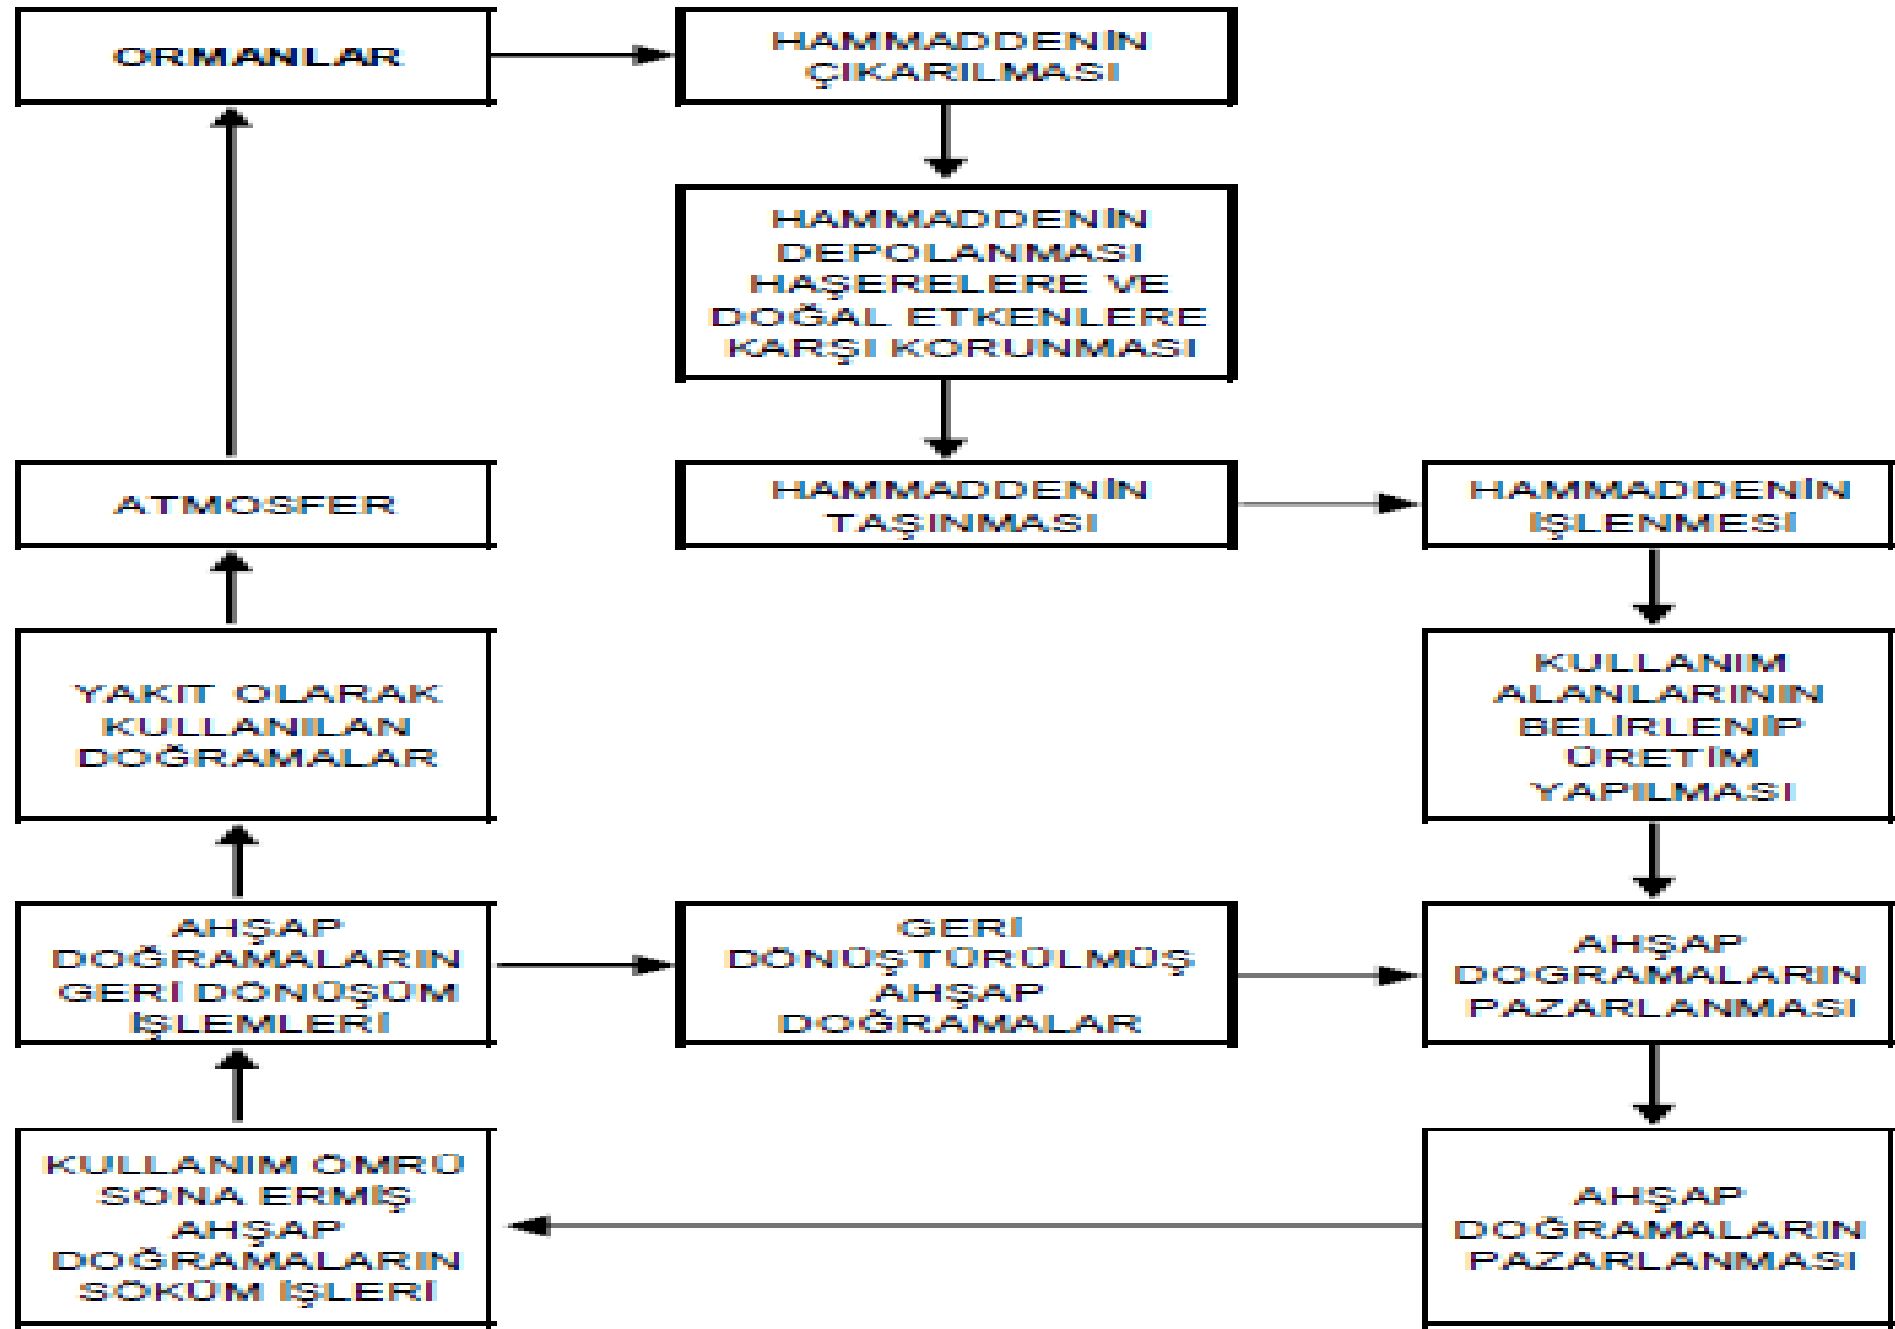 ORMANLAR
HAMMADDENİN
ÇIKARILMASI
HAMMADDENİN
DEPOLANMASI
HAŞERELERE VE
DOĞAL ETKENLERE
KARŞI KORUNMASI
ATMOSFER
HAMMADDENİN
TAŞINMASI
HAMMADDENİN
İŞLENMESİ
YAKIT OLARAK
KULLANILAN
DOĞRAMALAR
KULLANIM
ALANLARININ
BELİRLENİP
ÜRETİM
YAPILMASI
AHŞAP
DOĞRAMALARIN
GERİ DÖNÜŞÜM
İŞLEMLERİ
GERİ
DÖNÜŞTÜRÜLMÜŞ
AHŞAP
DOĞRAMALAR
AHŞAP
DOĞRAMALARIN
PAZARLANMASI
KULLANIM ÖMRÜ
SONA ERMİŞ
AHŞAP
DOĞRAMALARIN
SÖKÜM İŞLERİ
AHŞAP
DOĞRAMALARIN
PAZARLANMASI